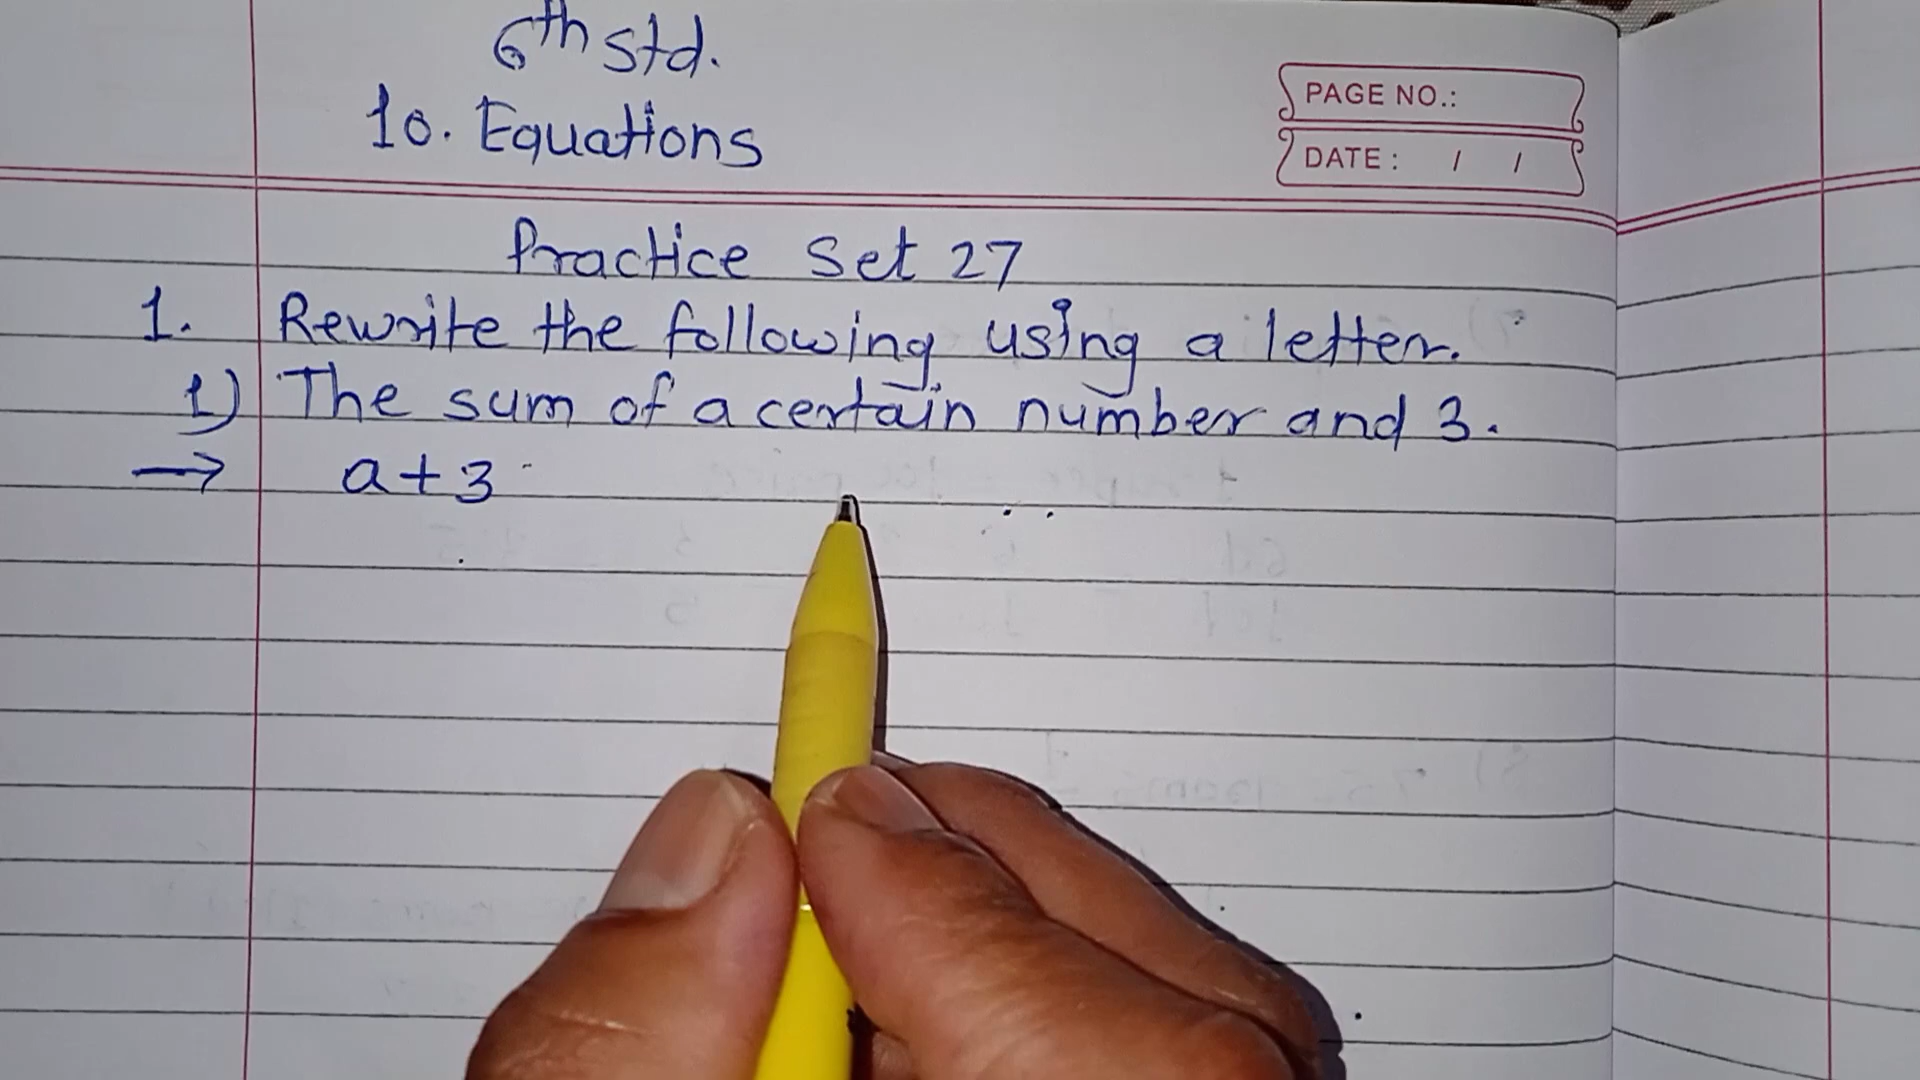 6th std.
10. Equations
PAGE NO.:
DATE : / /
Practice Set 27
1. Rewrite the following using a letter.
1) The sum of a certain number and 3.
→ a+3